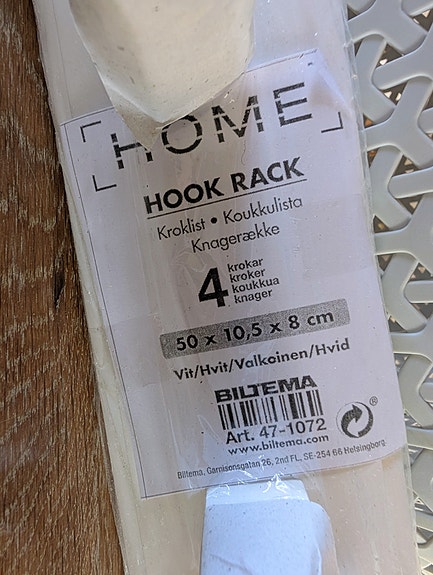 HOME
HOOK RACK
Kroklist • Koukkulista
Knagerække
4 krokar
kroker
koukkua
knager
50 x 10,5 x 8 cm
Vit/Hvit/Valkoinen/Hvid
BILTEMA
Art. 47-1072
www.biltema.com
®
Biltema, Garnisonsgatan 26, 2nd FL, SE-254 66 Helsingborg